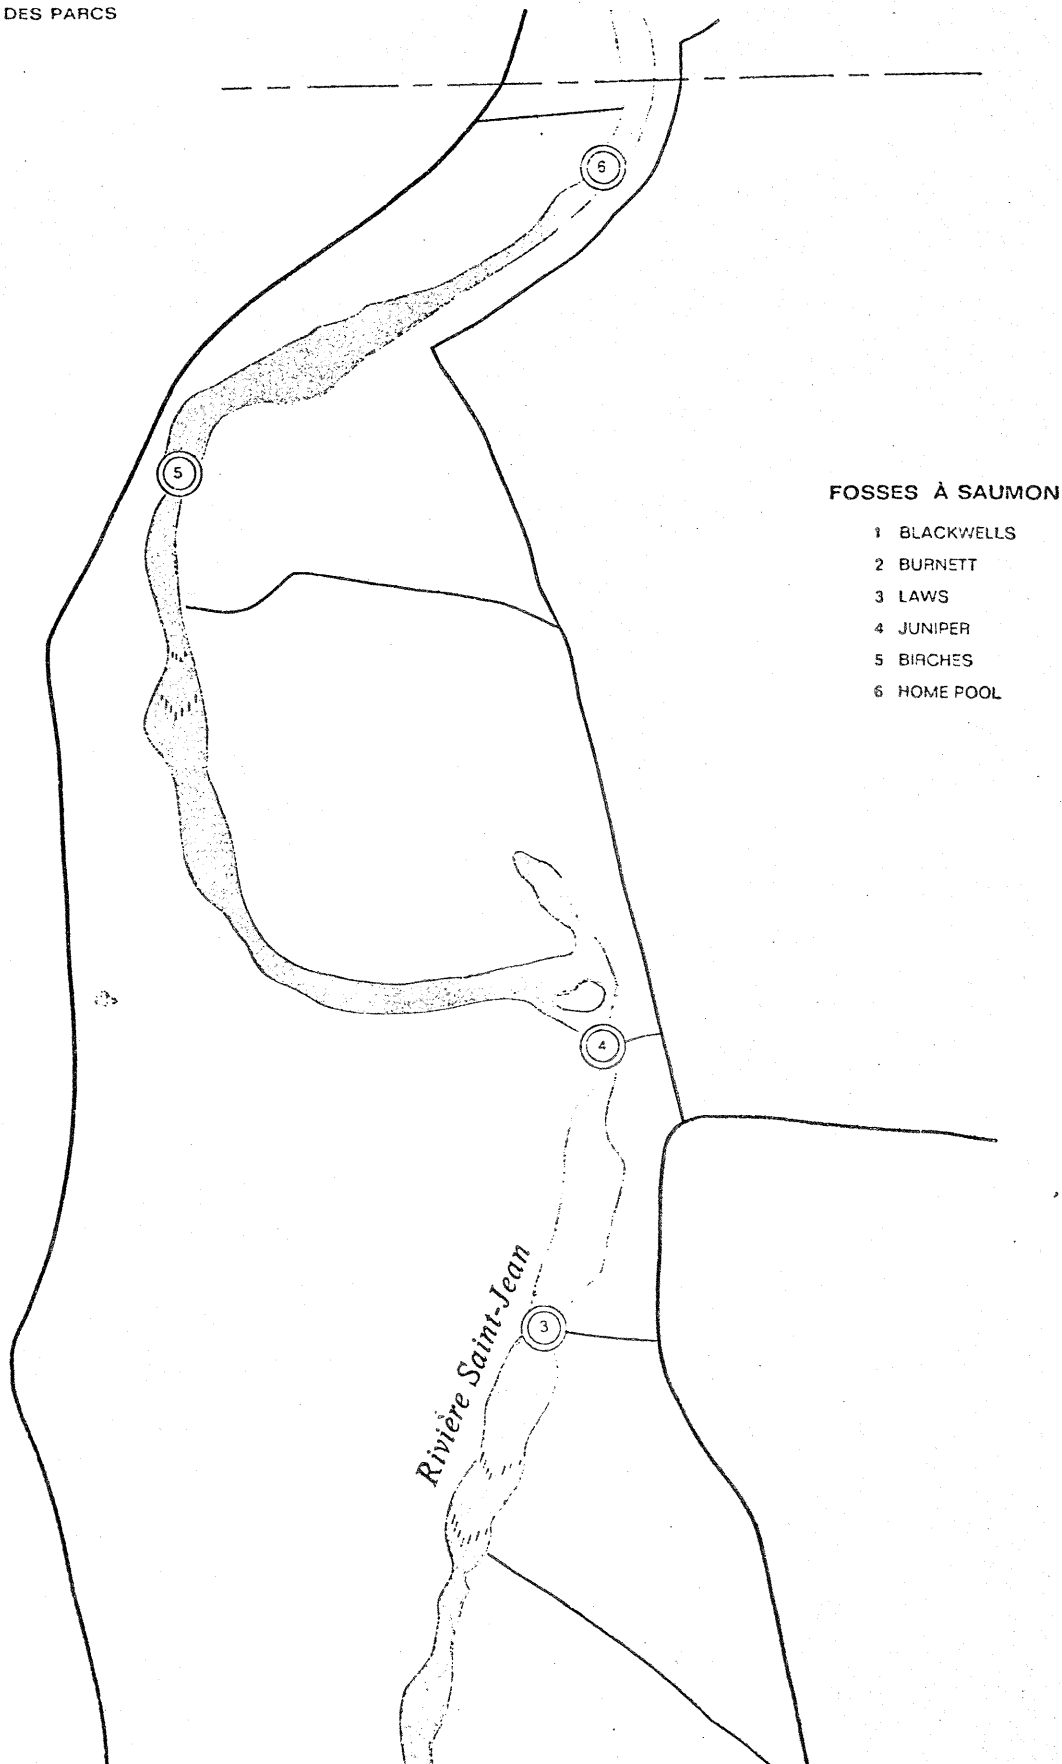 DES PARCS
6
5
FOSSES À SAUMON
1 BLACKWELLS
2 BURNETT
3 LAWS
4 JUNIPER
5 BIRCHES
6 HOME POOL
4
3
Rivière Saint-Jean